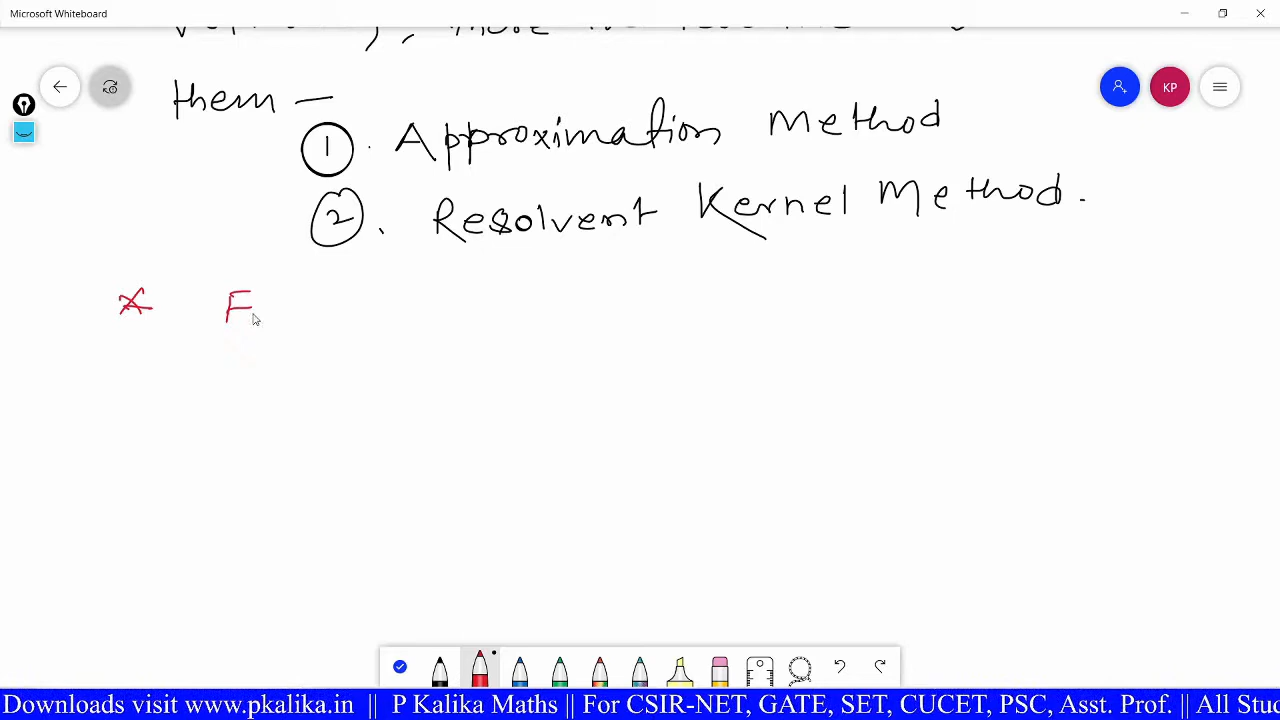 Microsoft Whiteboard
KP
them —
① . Approximation Method
② . Resolvent Kernel Method.
* F
Downloads visit www.pkalika.in || P Kalika Maths || For CSIR-NET, GATE, SET, CUCET, PSC, Asst. Prof. || All Stu